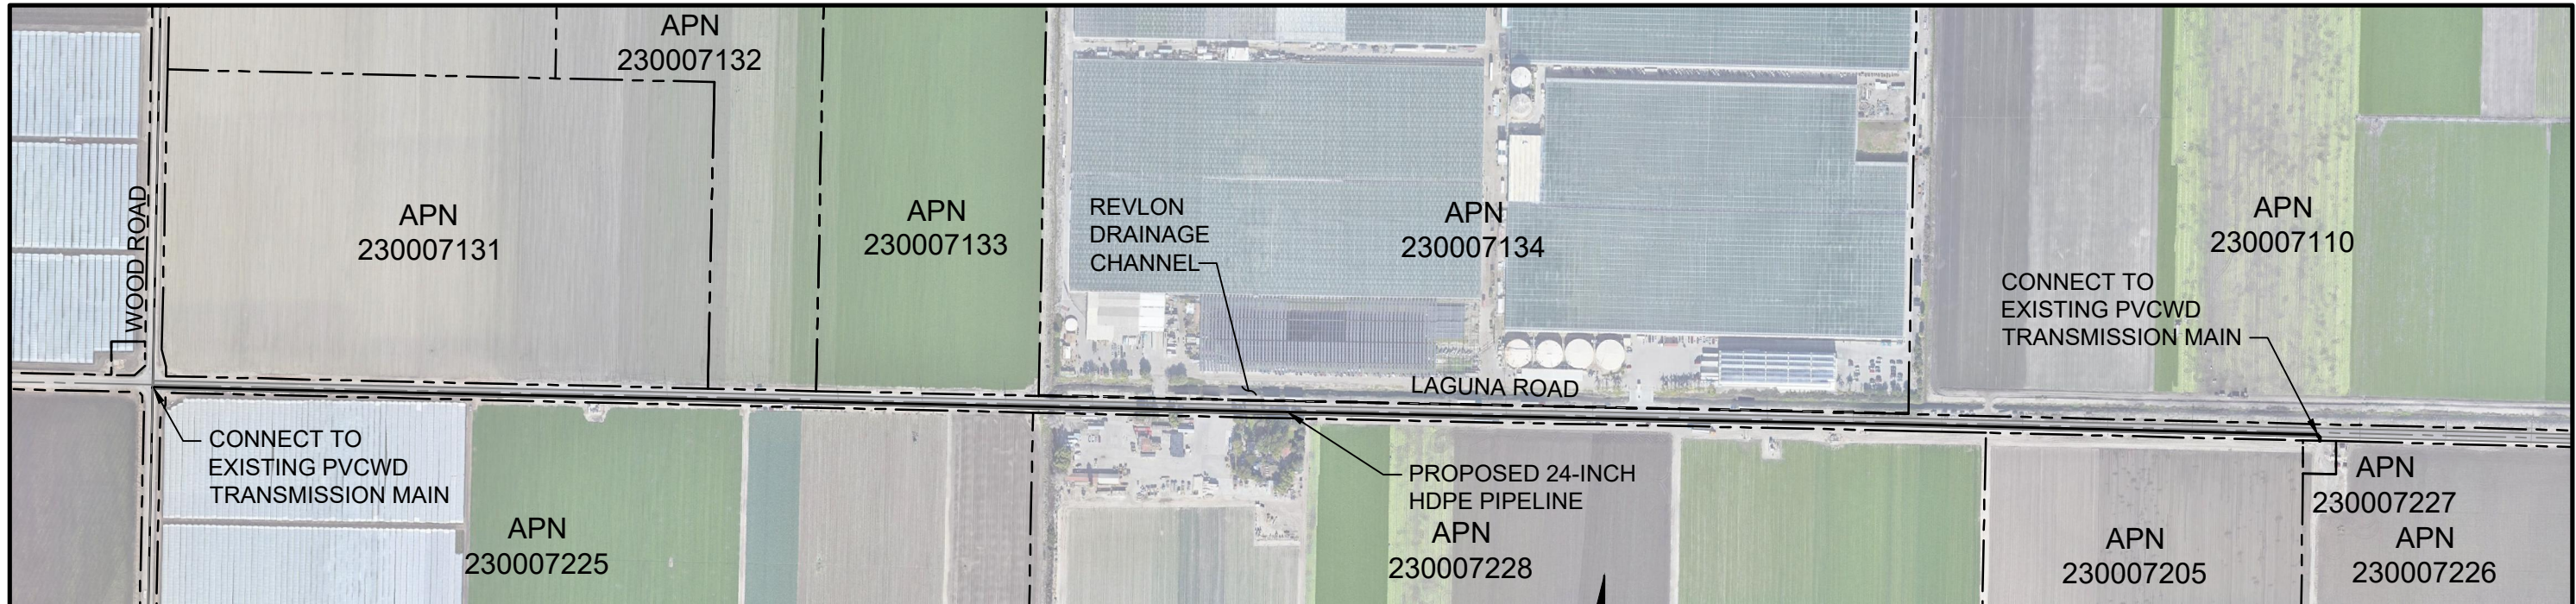 APN
230007132
WOOD ROAD
APN
230007131
APN
230007133
REVLON
DRAINAGE
CHANNEL
APN
230007134
APN
230007110
CONNECT TO
EXISTING PVCWD
TRANSMISSION MAIN
LAGUNA ROAD
CONNECT TO
EXISTING PVCWD
TRANSMISSION MAIN
PROPOSED 24-INCH
HDPE PIPELINE
APN
230007225
APN
230007228
APN
230007205
APN
230007227
APN
230007226